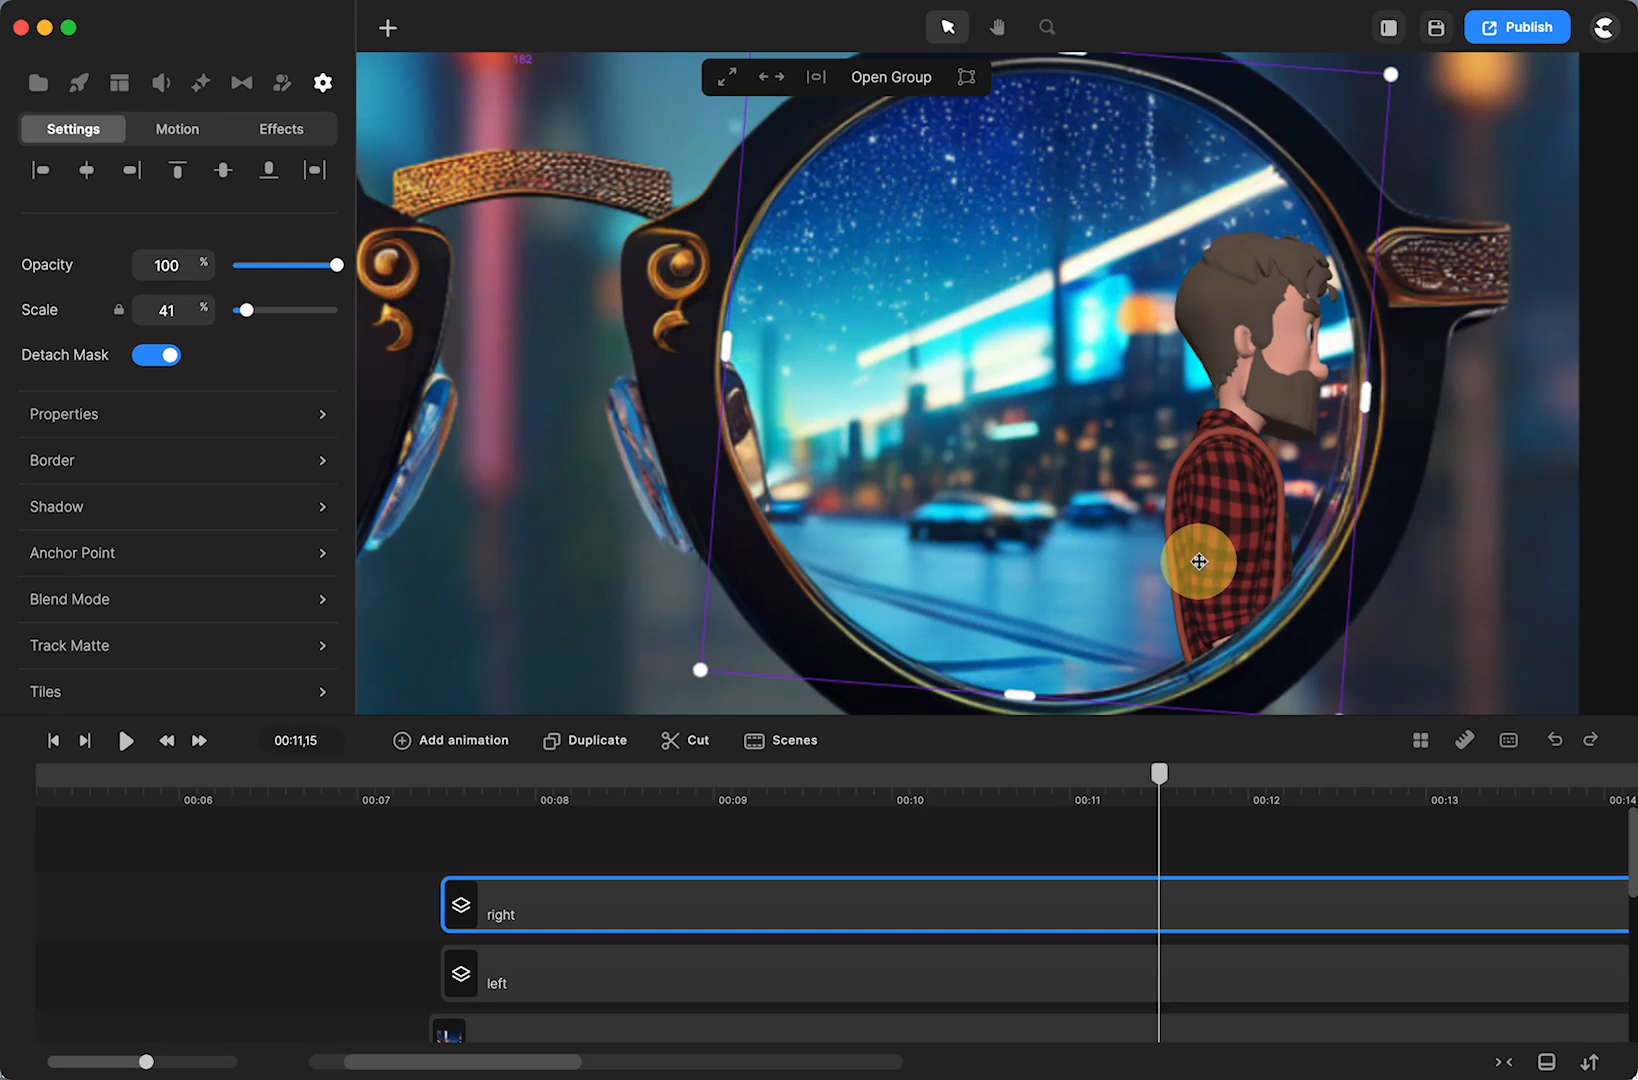 Publish
182
Open Group
Settings Motion Effects
Opacity 100 %
Scale 41 %
Detach Mask
Properties
Border
Shadow
Anchor Point
Blend Mode
Track Matte
Tiles
00:11,15 Add animation Duplicate Cut Scenes
00:06 00:07 00:08 00:09 00:10 00:11 00:12 00:13 00:14
right
left